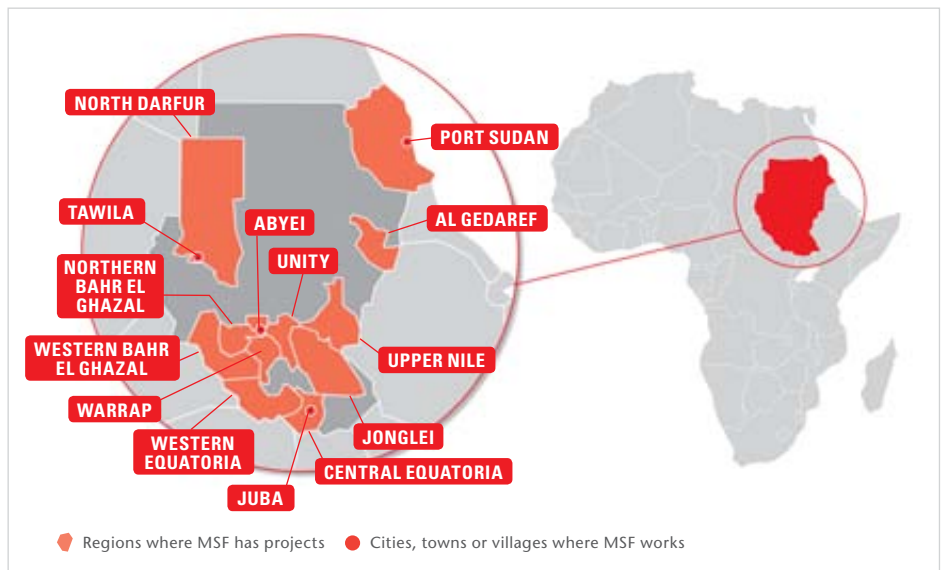 NORTH DARFUR
PORT SUDAN
TAWILA
ABYEI
AL GEDAREF
UNITY
NORTHERN
BAHR EL
GHAZAL
WESTERN BAHR
EL GHAZAL
UPPER NILE
WARRAP
JONGLEI
WESTERN
EQUATORIA
CENTRAL EQUATORIA
JUBA
Regions where MSF has projects
Cities, towns or villages where MSF works